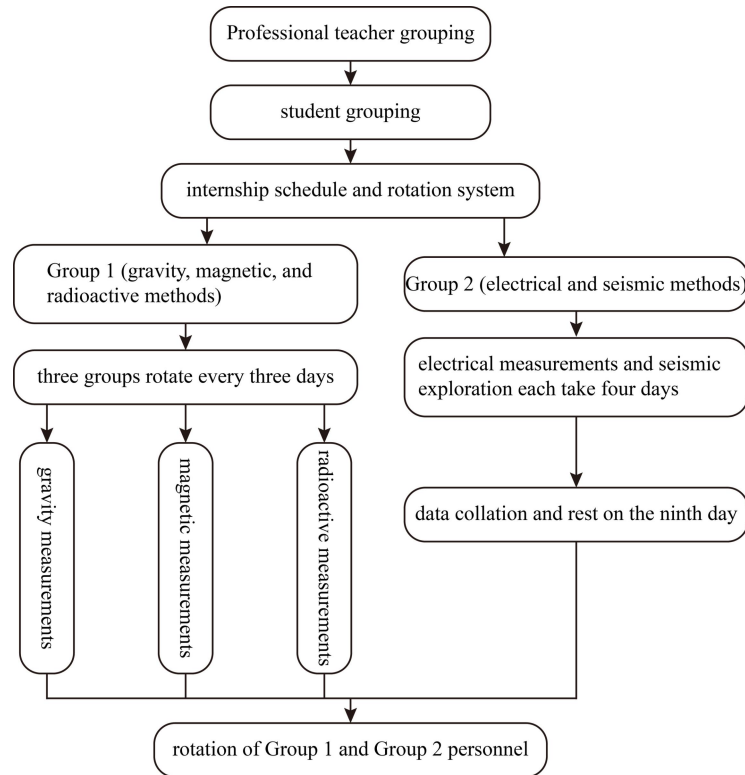 Professional teacher grouping
student grouping
internship schedule and rotation system
Group 1 (gravity, magnetic, and
radioactive methods)
Group 2 (electrical and seismic methods)
three groups rotate every three days
electrical measurements and seismic
exploration each take four days
gravity measurements
magnetic measurements
radioactive measurements
data collation and rest on the ninth day
rotation of Group 1 and Group 2 personnel